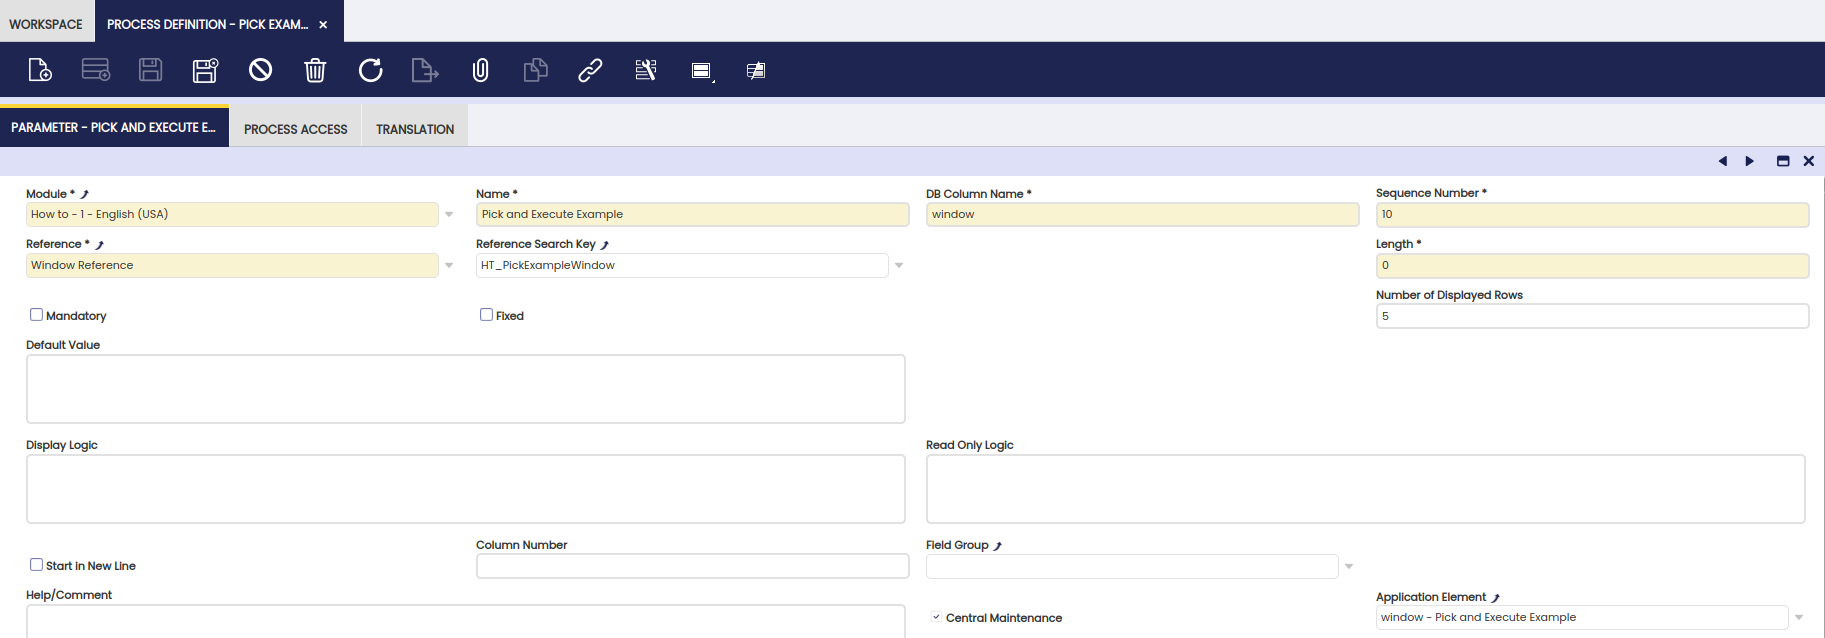 WORKSPACE
PROCESS DEFINITION - PICK EXAM...
PARAMETER - PICK AND EXECUTE E...
PROCESS ACCESS
TRANSLATION
Module *
Name *
DB Column Name *
Sequence Number *
How to - 1 - English (USA)
Pick and Execute Example
window
10
Reference *
Reference Search Key
Length *
Window Reference
HT_PickExampleWindow
0
Number of Displayed Rows
Mandatory
Fixed
5
Default Value
Display Logic
Read Only Logic
Column Number
Field Group
Start in New Line
Help/Comment
Application Element
Central Maintenance
window - Pick and Execute Example